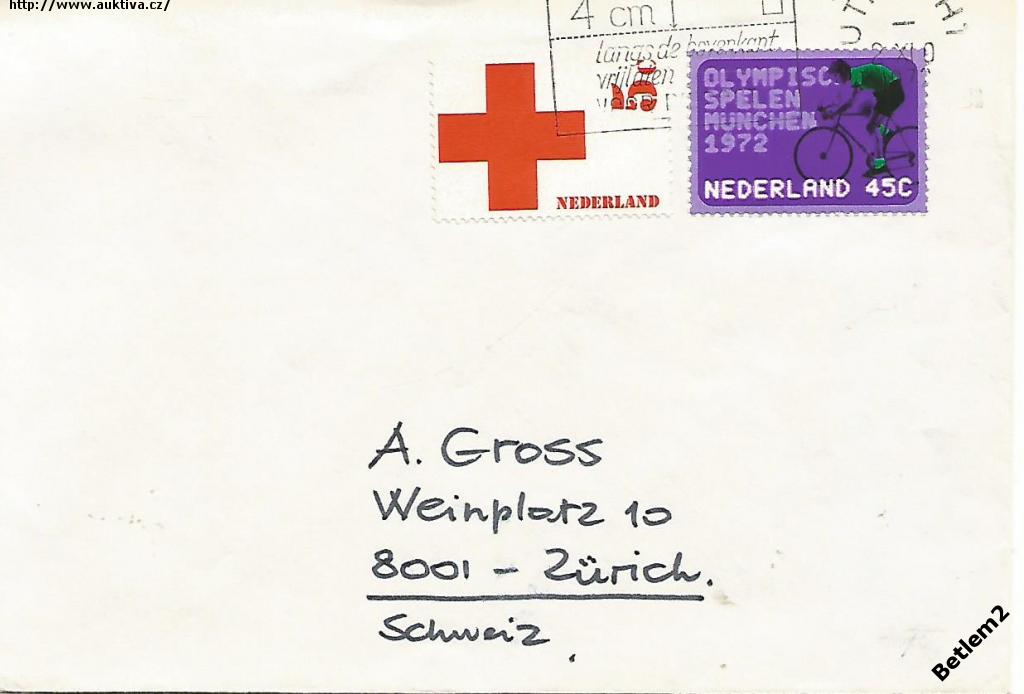 http://www.auktiva.cz/
4 cm
langs de bovenkant
vrijlaten
OLYMPISCHE
SPELEN
MÜNCHEN
1972
NEDERLAND
NEDERLAND 45C
A. Gross
Weinplatz 10
8001 - Zürich.
Schweiz
Betlem2